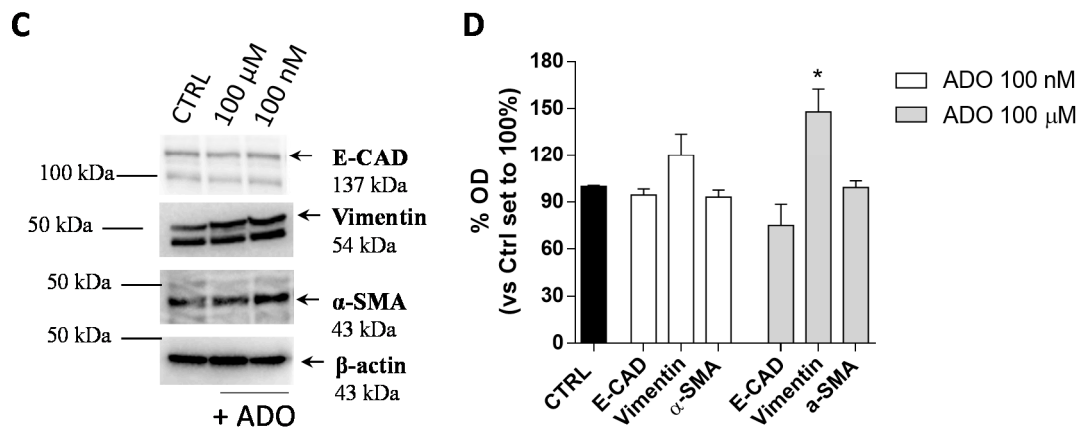 C
CTRL
100 μM
100 nM
100 kDa
E-CAD
137 kDa
50 kDa
Vimentin
54 kDa
50 kDa
α-SMA
43 kDa
50 kDa
β-actin
43 kDa
+ ADO
D
% OD
(vs Ctrl set to 100%)
180
150
120
90
60
30
0
*
CTRL
E-CAD
Vimentin
α-SMA
E-CAD
Vimentin
a-SMA
ADO 100 nM
ADO 100 μM